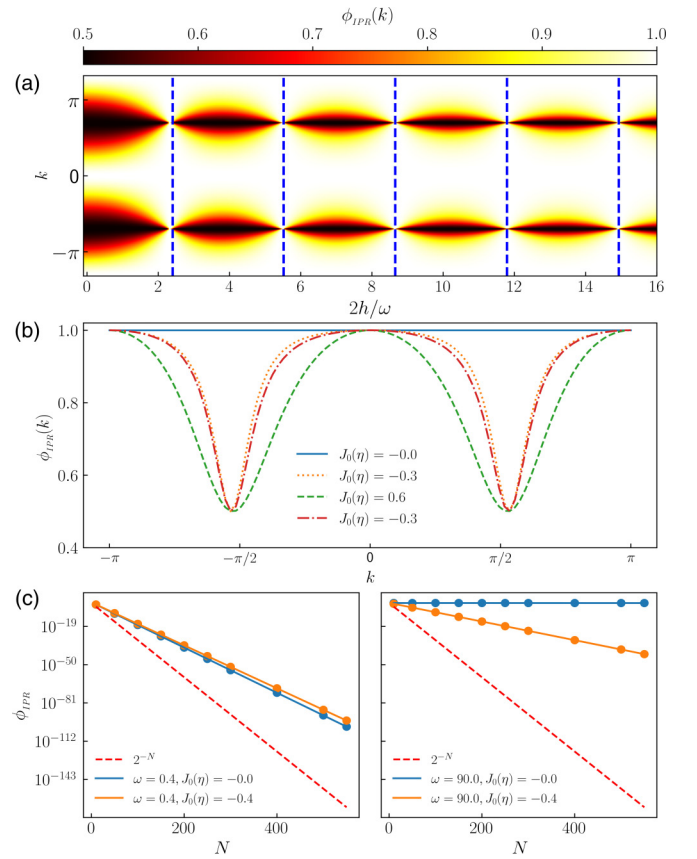 ϕ_IPR(k)
0.5 0.6 0.7 0.8 0.9 1.0
(a)
π
k
0
−π
0 2 4 6 8 10 12 14 16
2h/ω
(b)
1.0
0.8
ϕ_IPR(k)
0.6
0.4
J₀(η) = −0.0
J₀(η) = −0.3
J₀(η) = 0.6
J₀(η) = −0.3
−π −π/2 0 π/2 π
k
(c)
10⁻¹⁹
10⁻⁵⁰
10⁻⁸¹
10⁻¹¹²
10⁻¹⁴³
ϕ_IPR
2⁻ᴺ
ω = 0.4, J₀(η) = −0.0
ω = 0.4, J₀(η) = −0.4
0 200 400
N
2⁻ᴺ
ω = 90.0, J₀(η) = −0.0
ω = 90.0, J₀(η) = −0.4
0 200 400
N